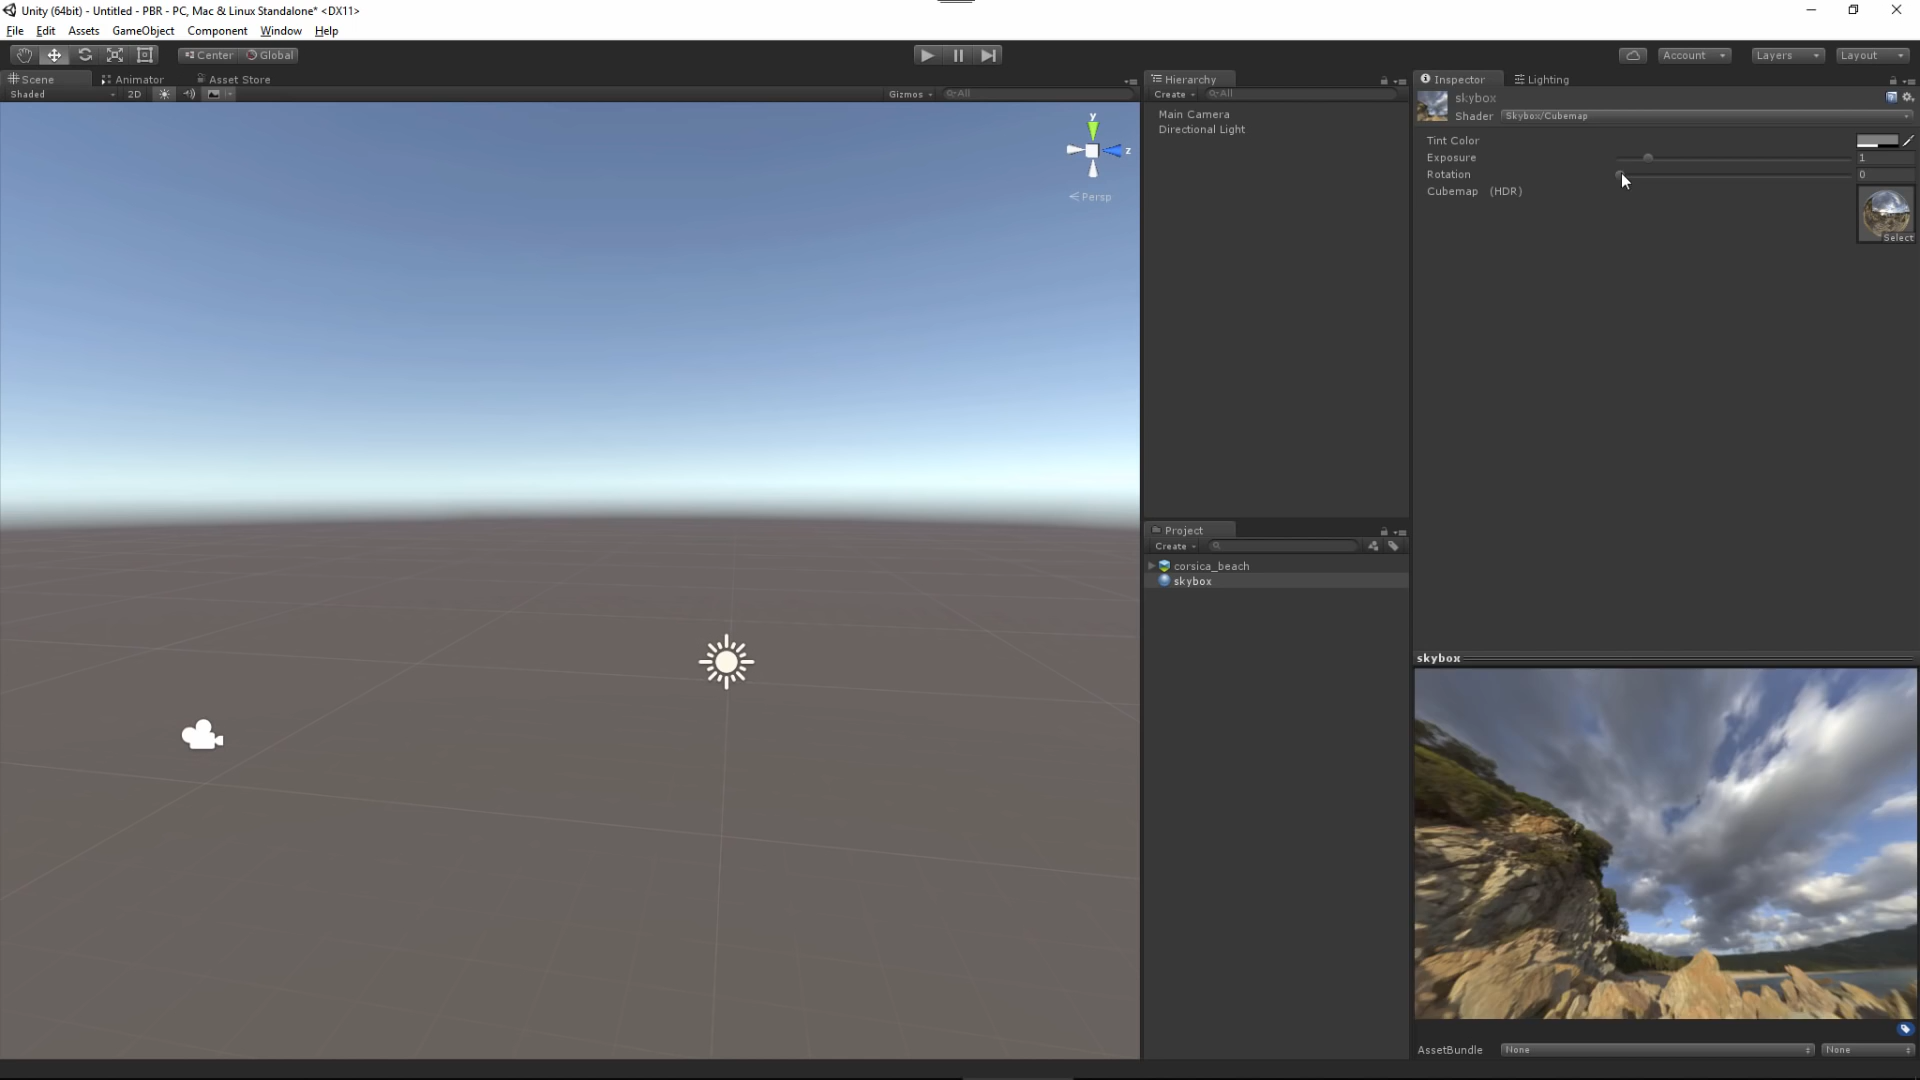 Unity (64bit) - Untitled - PBR - PC, Mac & Linux Standalone* <DX11>
File Edit Assets GameObject Component Window Help
Center Global Account Layers Layout
Scene Animator Asset Store
Shaded 2D Gizmos All
y
z
Persp
Hierarchy
Create All
Main Camera
Directional Light
Project
Create
corsica_beach
skybox
Inspector Lighting
skybox
Shader Skybox/Cubemap
Tint Color
Exposure 1
Rotation 0
Cubemap (HDR)
Select
skybox
AssetBundle None None